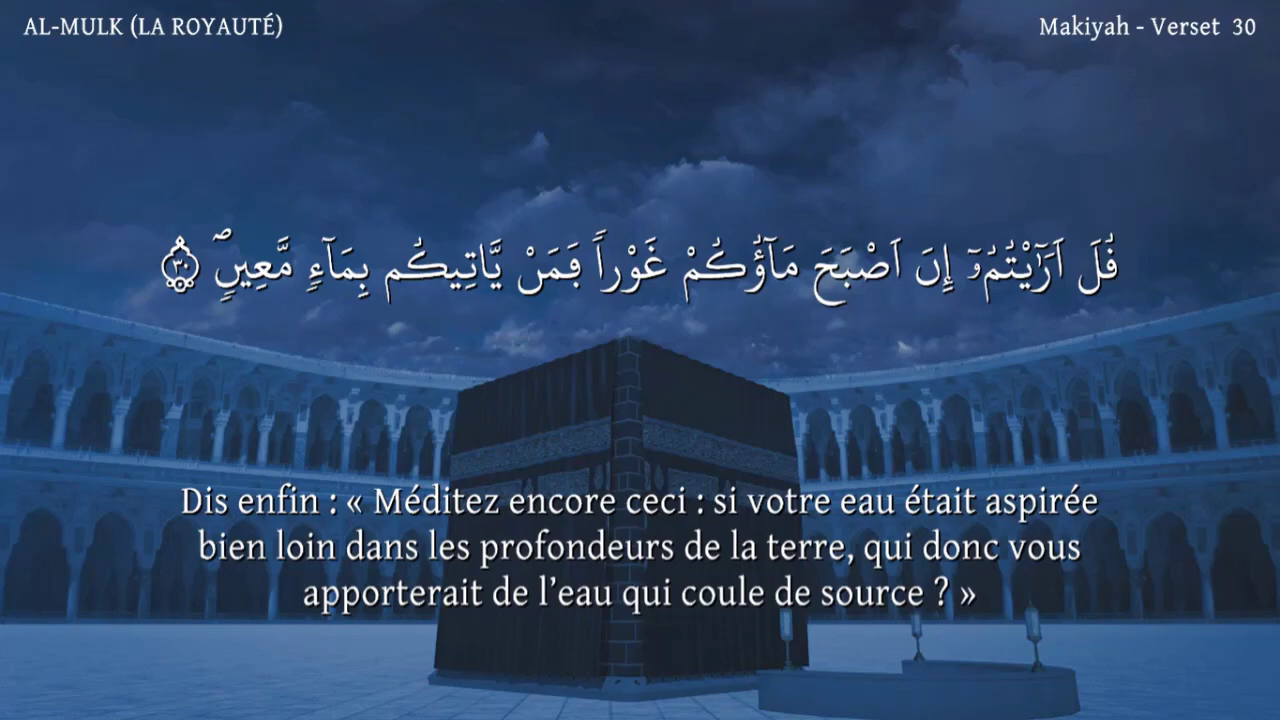 AL-MULK (LA ROYAUTÉ)
Makiyah - Verset 30
قُلَ اَرَٰٓيْتُمُۥٓ إِنَ اَصْبَحَ مَآؤُكُمْ غَوْراٗ فَمَنْ يَّاتِيكُم بِمَآءٖ مَّعِينِۢۖ ٣٠
Dis enfin : « Méditez encore ceci : si votre eau était aspirée
bien loin dans les profondeurs de la terre, qui donc vous
apporterait de l’eau qui coule de source ? »